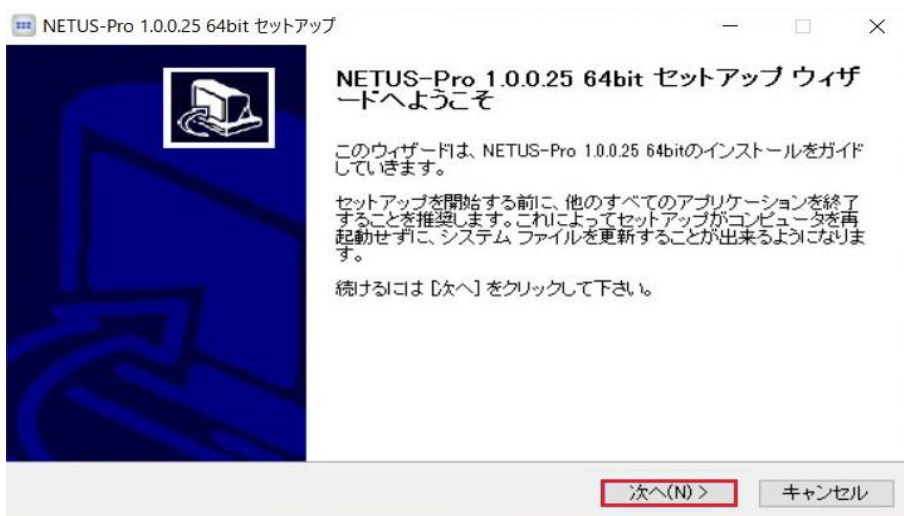 NETUS-Pro 1.0.0.25 64bit セットアップ
NETUS-Pro 1.0.0.25 64bit セットアップ ウィザ
ードへようこそ
このウィザードは、NETUS-Pro 1.0.0.25 64bitのインストールをガイド
していきます。
セットアップを開始する前に、他のすべてのアプリケーションを終了
することを推奨します。これによってセットアップがコンピュータを再
起動せずに、システム ファイルを更新することが出来るようになりま
す。
続けるには [次へ] をクリックして下さい。
次へ(N) >
キャンセル